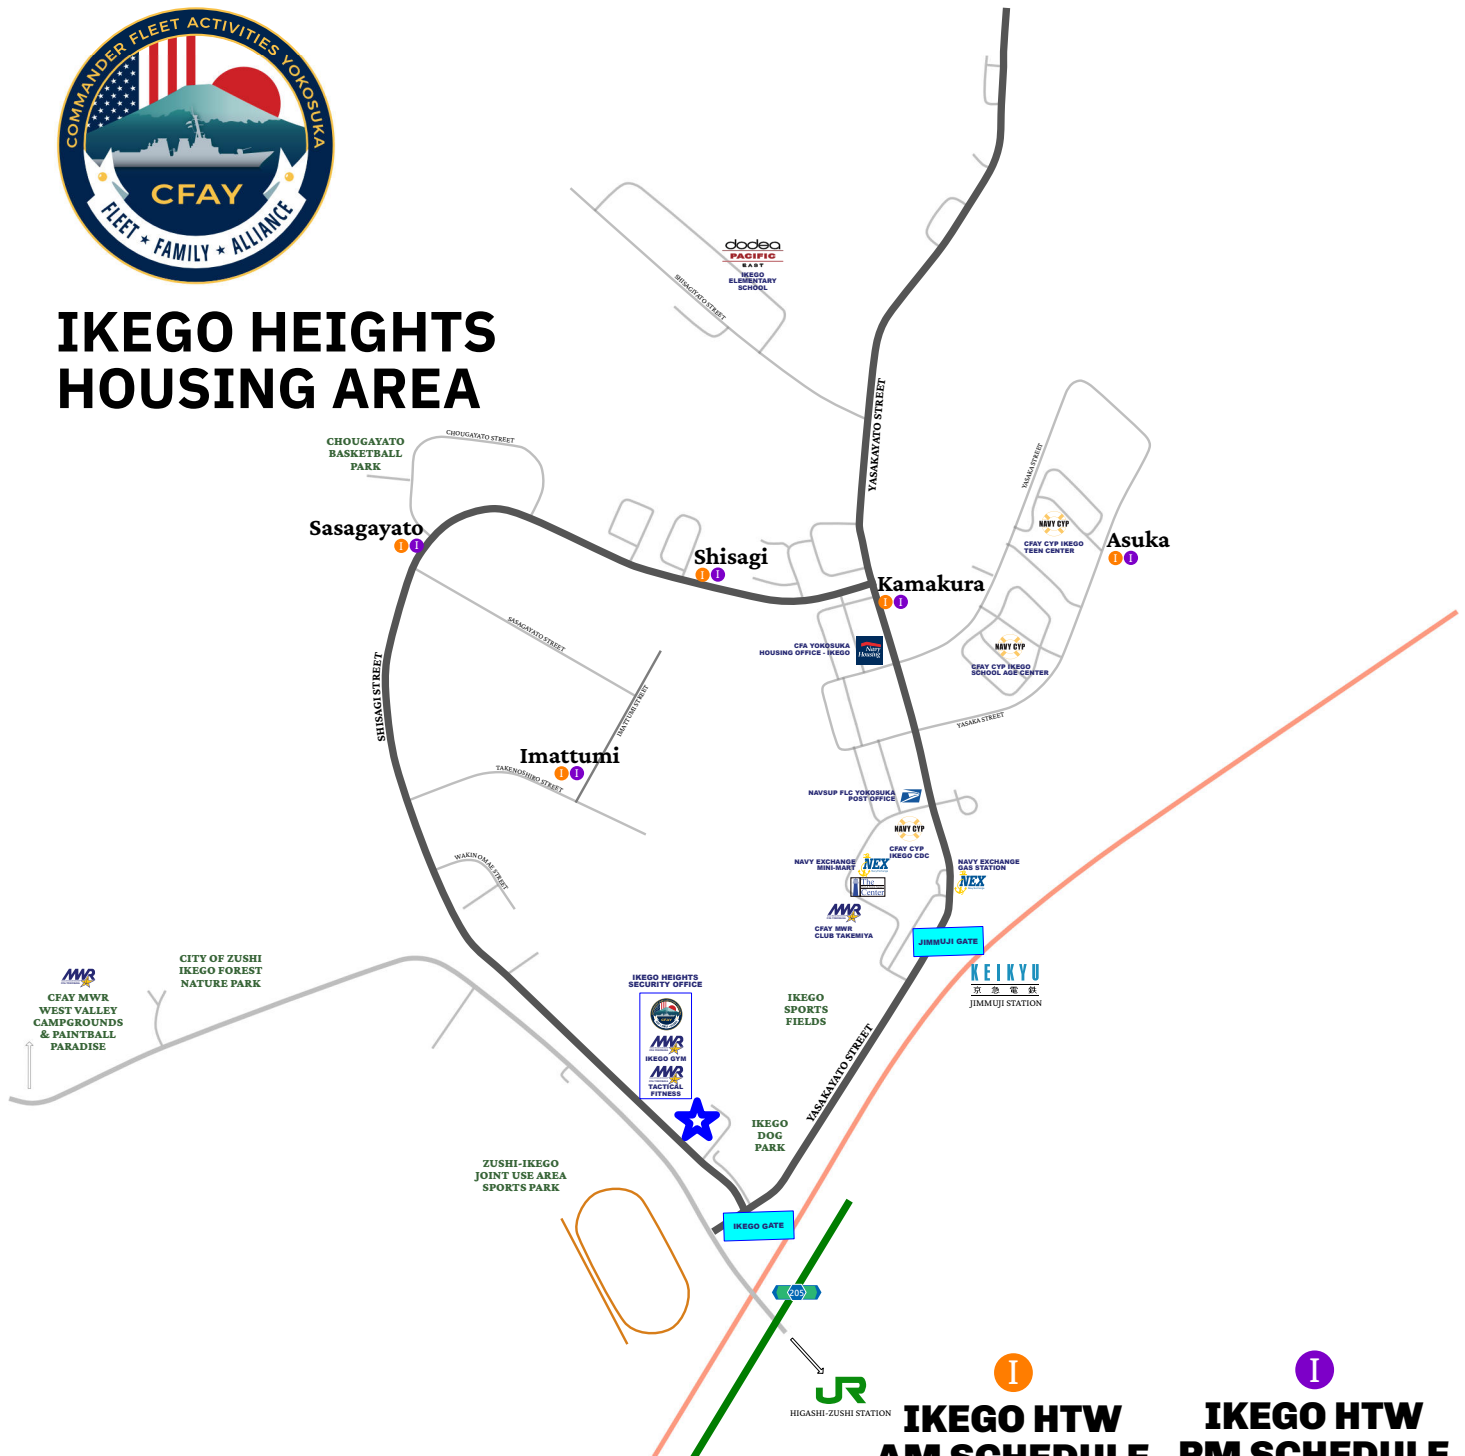 COMMANDER FLEET ACTIVITIES YOKOSUKA
CFAY
FLEET ★ FAMILY ★ ALLIANCE
IKEGO HEIGHTS
HOUSING AREA
dodea
PACIFIC
EAST
IKEGO
ELEMENTARY
SCHOOL
SHISAGIYATO STREET
YASAKAYATO STREET
CHOUGAYATO STREET
CHOUGAYATO
BASKETBALL
PARK
YASAKA STREET
Sasagayato
I I
Shisagi
I I
Kamakura
I I
Asuka
I I
NAVY CYP
CFAY CYP IKEGO
TEEN CENTER
CFA YOKOSUKA
HOUSING OFFICE - IKEGO
Navy
Housing
NAVY CYP
CFAY CYP IKEGO
SCHOOL AGE CENTER
SASAGAYATO STREET
SHISAGI STREET
IMATTUMI STREET
YASAKA STREET
Imattumi
I I
TAKENOSHIRO STREET
NAVSUP FLC YOKOSUKA
POST OFFICE
NAVY CYP
CFAY CYP
IKEGO CDC
NAVY EXCHANGE
MINI-MART
NEX
NAVY EXCHANGE
GAS STATION
NEX
The
Center
WAKINOMAE STREET
MWR
CFAY MWR
CLUB TAKEMIYA
JIMMUJI GATE
KEIKYU
京急電鉄
JIMMUJI STATION
CITY OF ZUSHI
IKEGO FOREST
NATURE PARK
MWR
CFAY MWR
WEST VALLEY
CAMPGROUNDS
& PAINTBALL
PARADISE
IKEGO HEIGHTS
SECURITY OFFICE
CFAY
MWR
IKEGO GYM
MWR
TACTICAL
FITNESS
IKEGO
SPORTS
FIELDS
YASAKAYATO STREET
IKEGO
DOG
PARK
ZUSHI-IKEGO
JOINT USE AREA
SPORTS PARK
IKEGO GATE
205
JR
HIGASHI-ZUSHI STATION
I
IKEGO HTW
AM SCHEDULE
I
IKEGO HTW
PM SCHEDULE